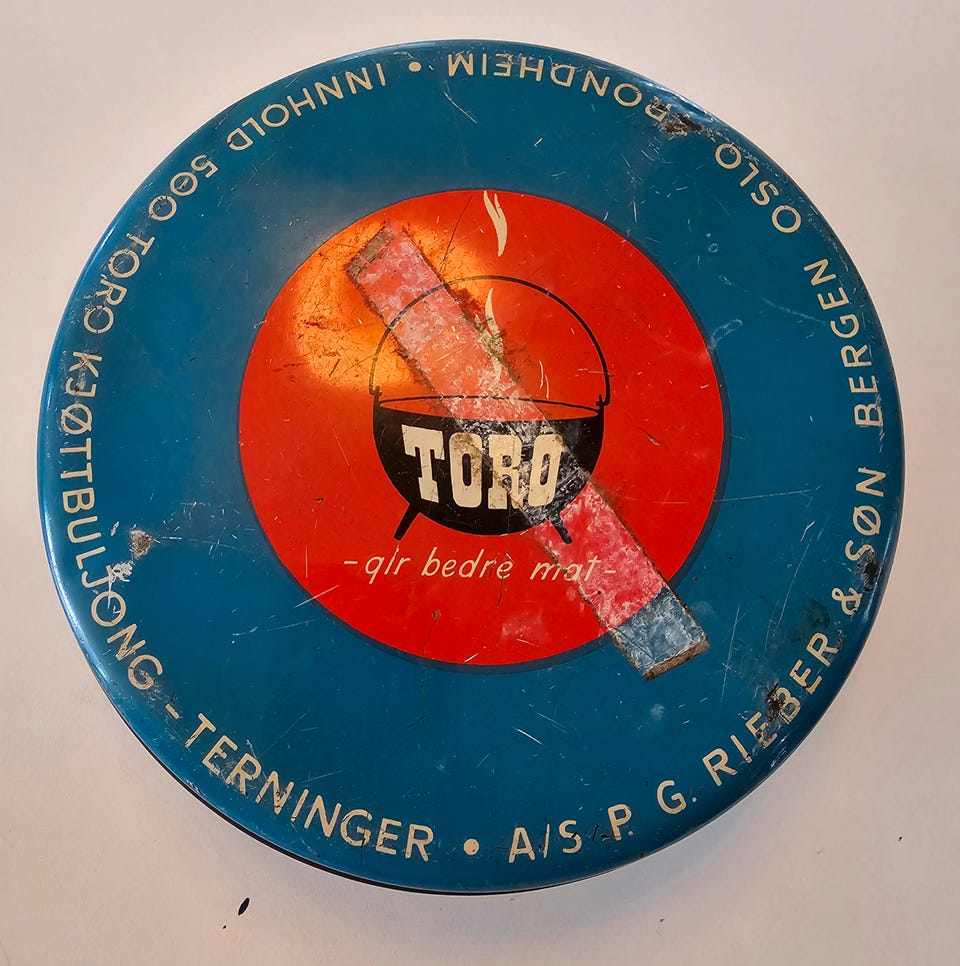 TORO
-gir bedre mat-
INNHOLD 500 TORO KJØTTBULJONG - TERNINGER • A/S P. G. RIEBER & SØN BERGEN OSLO TRONDHEIM •